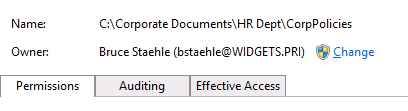 Name: C:\Corporate Documents\HR Dept\CorpPolicies
Owner: Bruce Staehle (bstaehle@WIDGETS.PRI) Change
Permissions Auditing Effective Access